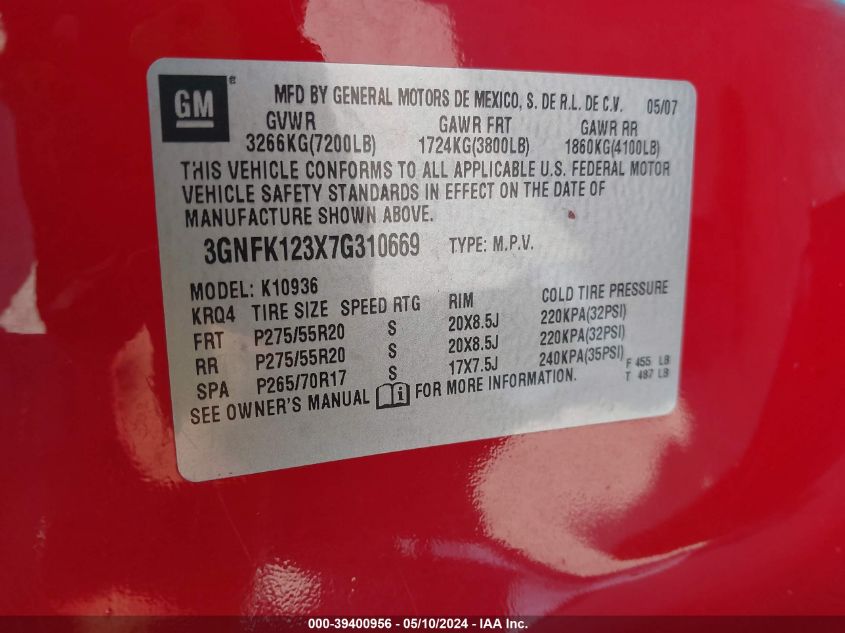 GM®
MFD BY GENERAL MOTORS DE MEXICO, S. DE R.L. DE C.V. 05/07
GVWR GAWR FRT GAWR RR
3266KG(7200LB) 1724KG(3800LB) 1860KG(4100LB)
THIS VEHICLE CONFORMS TO ALL APPLICABLE U.S. FEDERAL MOTOR
VEHICLE SAFETY STANDARDS IN EFFECT ON THE DATE OF
MANUFACTURE SHOWN ABOVE.
3GNFK123X7G310669 TYPE: M.P.V.
MODEL: K10936
KRQ4 TIRE SIZE SPEED RTG RIM COLD TIRE PRESSURE
FRT P275/55R20 S 20X8.5J 220KPA(32PSI)
RR P275/55R20 S 20X8.5J 220KPA(32PSI)
SPA P265/70R17 S 17X7.5J 240KPA(35PSI) F 455 LB
T 487 LB
SEE OWNER'S MANUAL FOR MORE INFORMATION.
000-39400956 - 05/10/2024 - IAA Inc.